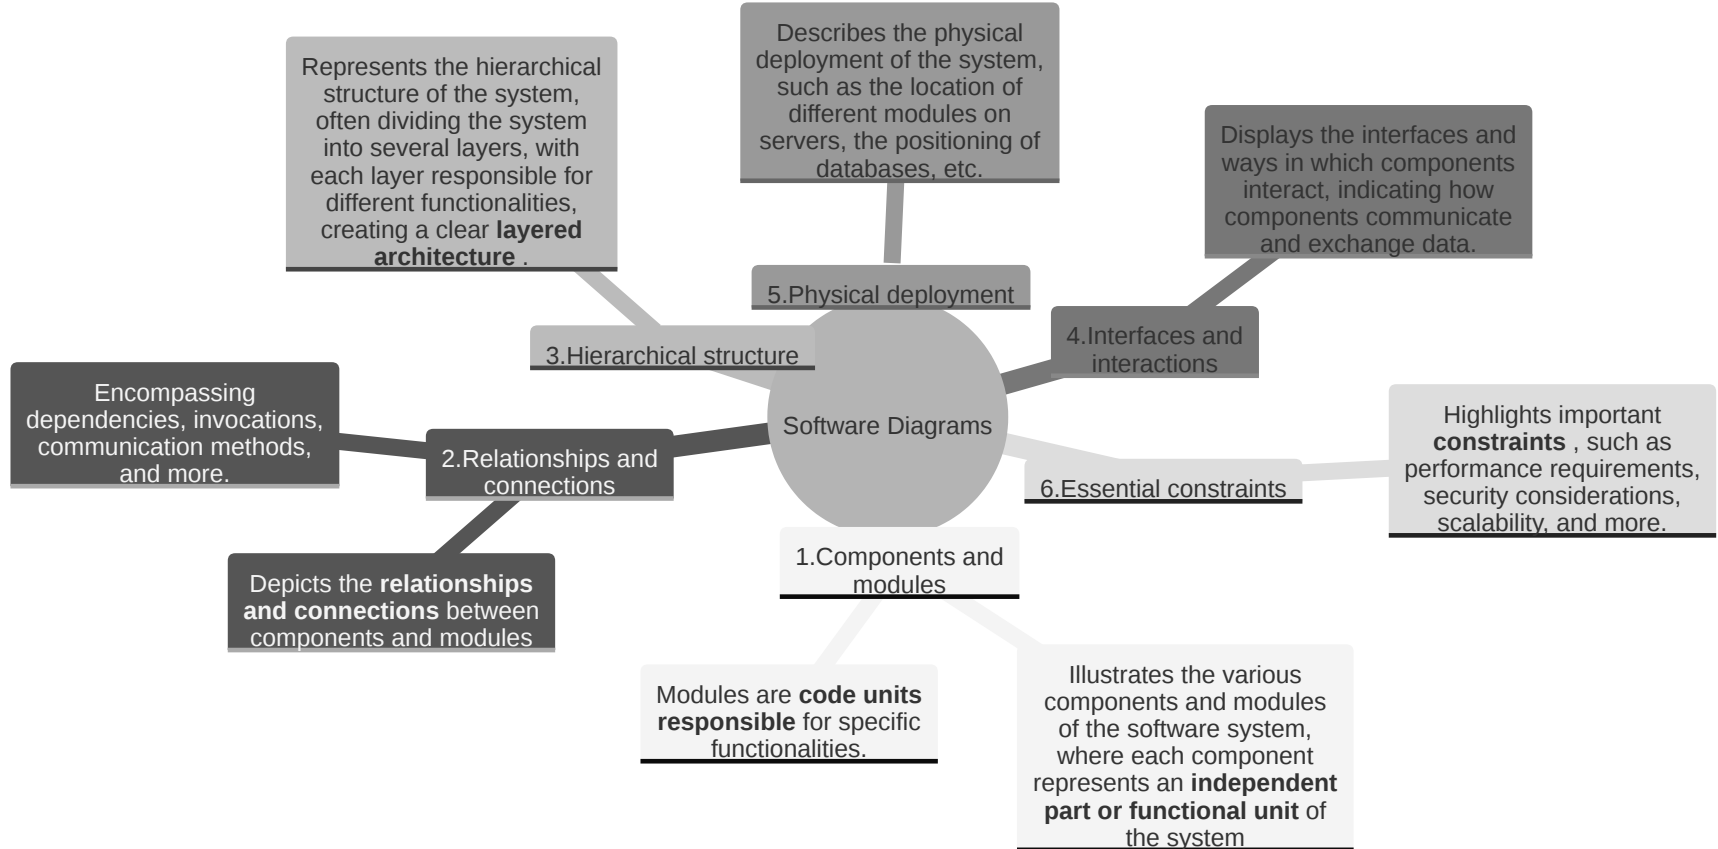 Describes the physical
deployment of the system,
such as the location of
different modules on
servers, the positioning of
databases, etc.
Represents the hierarchical
structure of the system,
often dividing the system
into several layers, with
each layer responsible for
different functionalities,
creating a clear layered
architecture .
Displays the interfaces and
ways in which components
interact, indicating how
components communicate
and exchange data.
5.Physical deployment
4.Interfaces and
interactions
3.Hierarchical structure
Encompassing
dependencies, invocations,
communication methods,
and more.
2.Relationships and
connections
Software Diagrams
Highlights important
constraints , such as
performance requirements,
security considerations,
scalability, and more.
6.Essential constraints
1.Components and
modules
Depicts the relationships
and connections between
components and modules
Modules are code units
responsible for specific
functionalities.
Illustrates the various
components and modules
of the software system,
where each component
represents an independent
part or functional unit of
the system